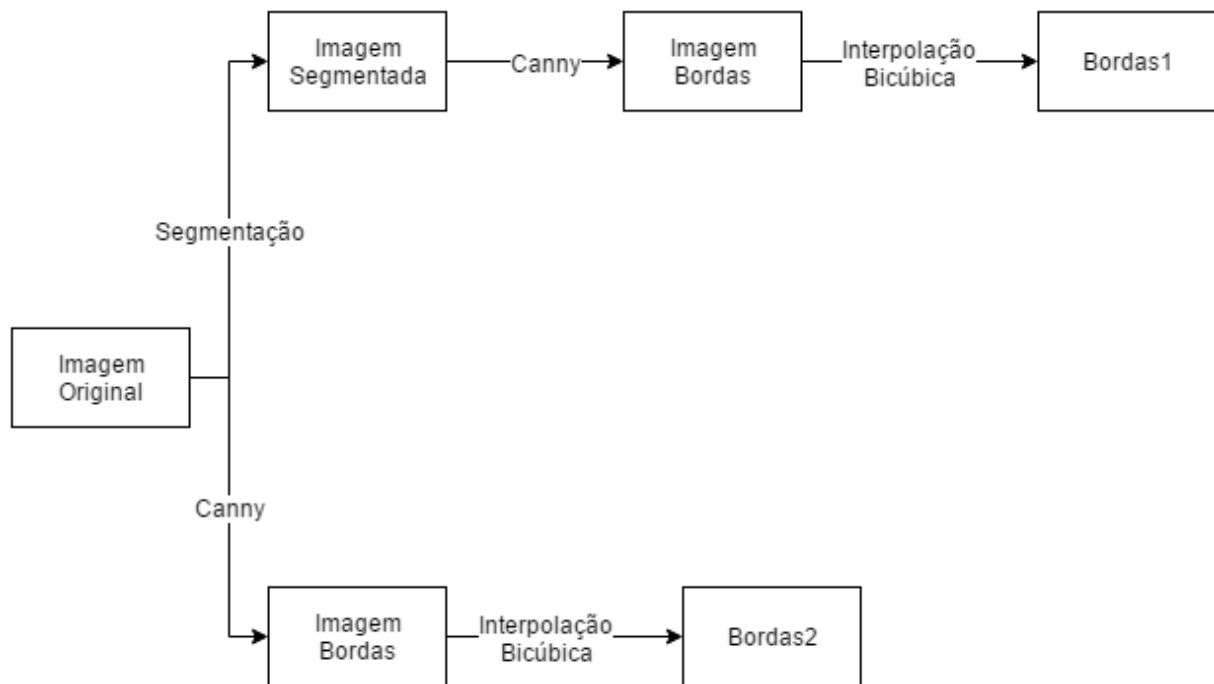 Imagem
Segmentada
Canny
Imagem
Bordas
Interpolação
Bicúbica
Bordas1
Segmentação
Imagem
Original
Canny
Imagem
Bordas
Interpolação
Bicúbica
Bordas2